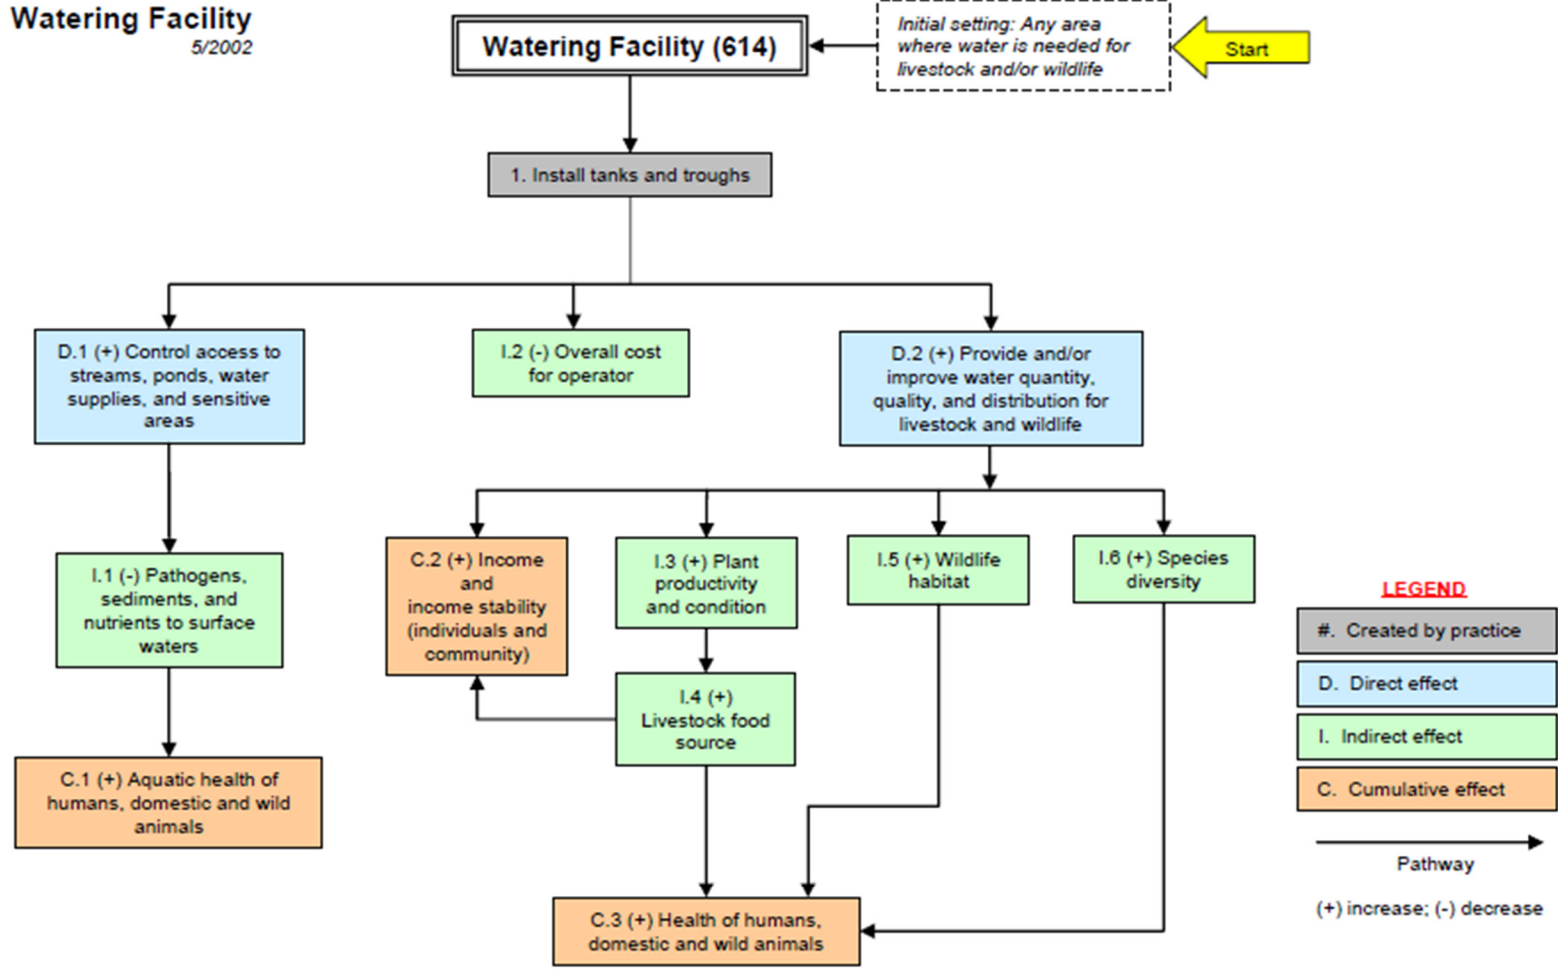 Watering Facility
5/2002
Watering Facility (614)
Initial setting: Any area
where water is needed for
livestock and/or wildlife
Start
1. Install tanks and troughs
D.1 (+) Control access to
streams, ponds, water
supplies, and sensitive
areas
I.2 (-) Overall cost
for operator
D.2 (+) Provide and/or
improve water quantity,
quality, and distribution for
livestock and wildlife
I.1 (-) Pathogens,
sediments, and
nutrients to surface
waters
C.2 (+) Income
and
income stability
(individuals and
community)
I.3 (+) Plant
productivity
and condition
I.5 (+) Wildlife
habitat
I.6 (+) Species
diversity
I.4 (+)
Livestock food
source
C.1 (+) Aquatic health of
humans, domestic and wild
animals
C.3 (+) Health of humans,
domestic and wild animals
LEGEND
#. Created by practice
D. Direct effect
I. Indirect effect
C. Cumulative effect
Pathway
(+) increase; (-) decrease